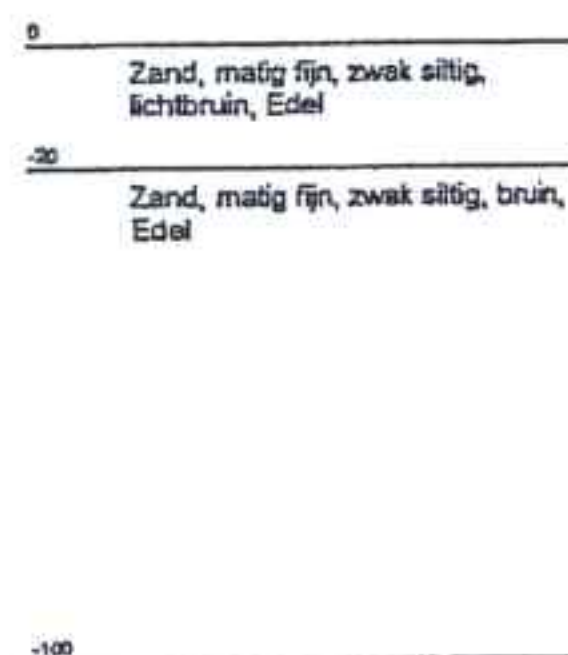 0
Zand, matig fijn, zwak siltig,
lichtbruin, Edel
-20
Zand, matig fijn, zwak siltig, bruin,
Edel
-100